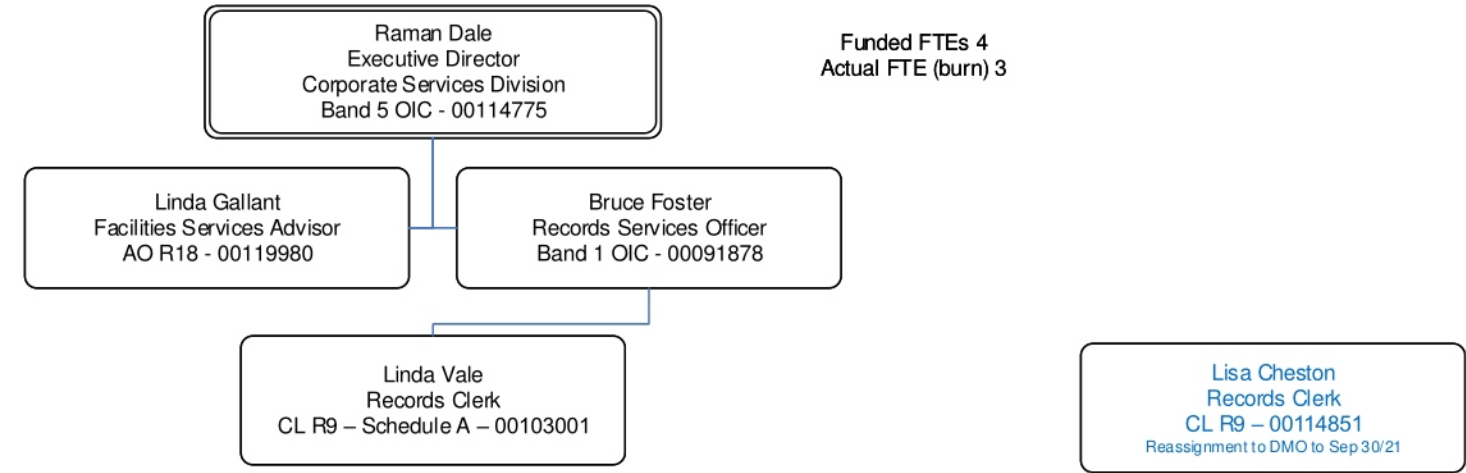 Raman Dale
Executive Director
Corporate Services Division
Band 5 OIC - 00114775
Funded FTEs 4
Actual FTE (burn) 3
Linda Gallant
Facilities Services Advisor
AO R18 - 00119980
Bruce Foster
Records Services Officer
Band 1 OIC - 00091878
Linda Vale
Records Clerk
CL R9 – Schedule A – 00103001
Lisa Cheston
Records Clerk
CL R9 – 00114851
Reassignment to DMO to Sep 30/21